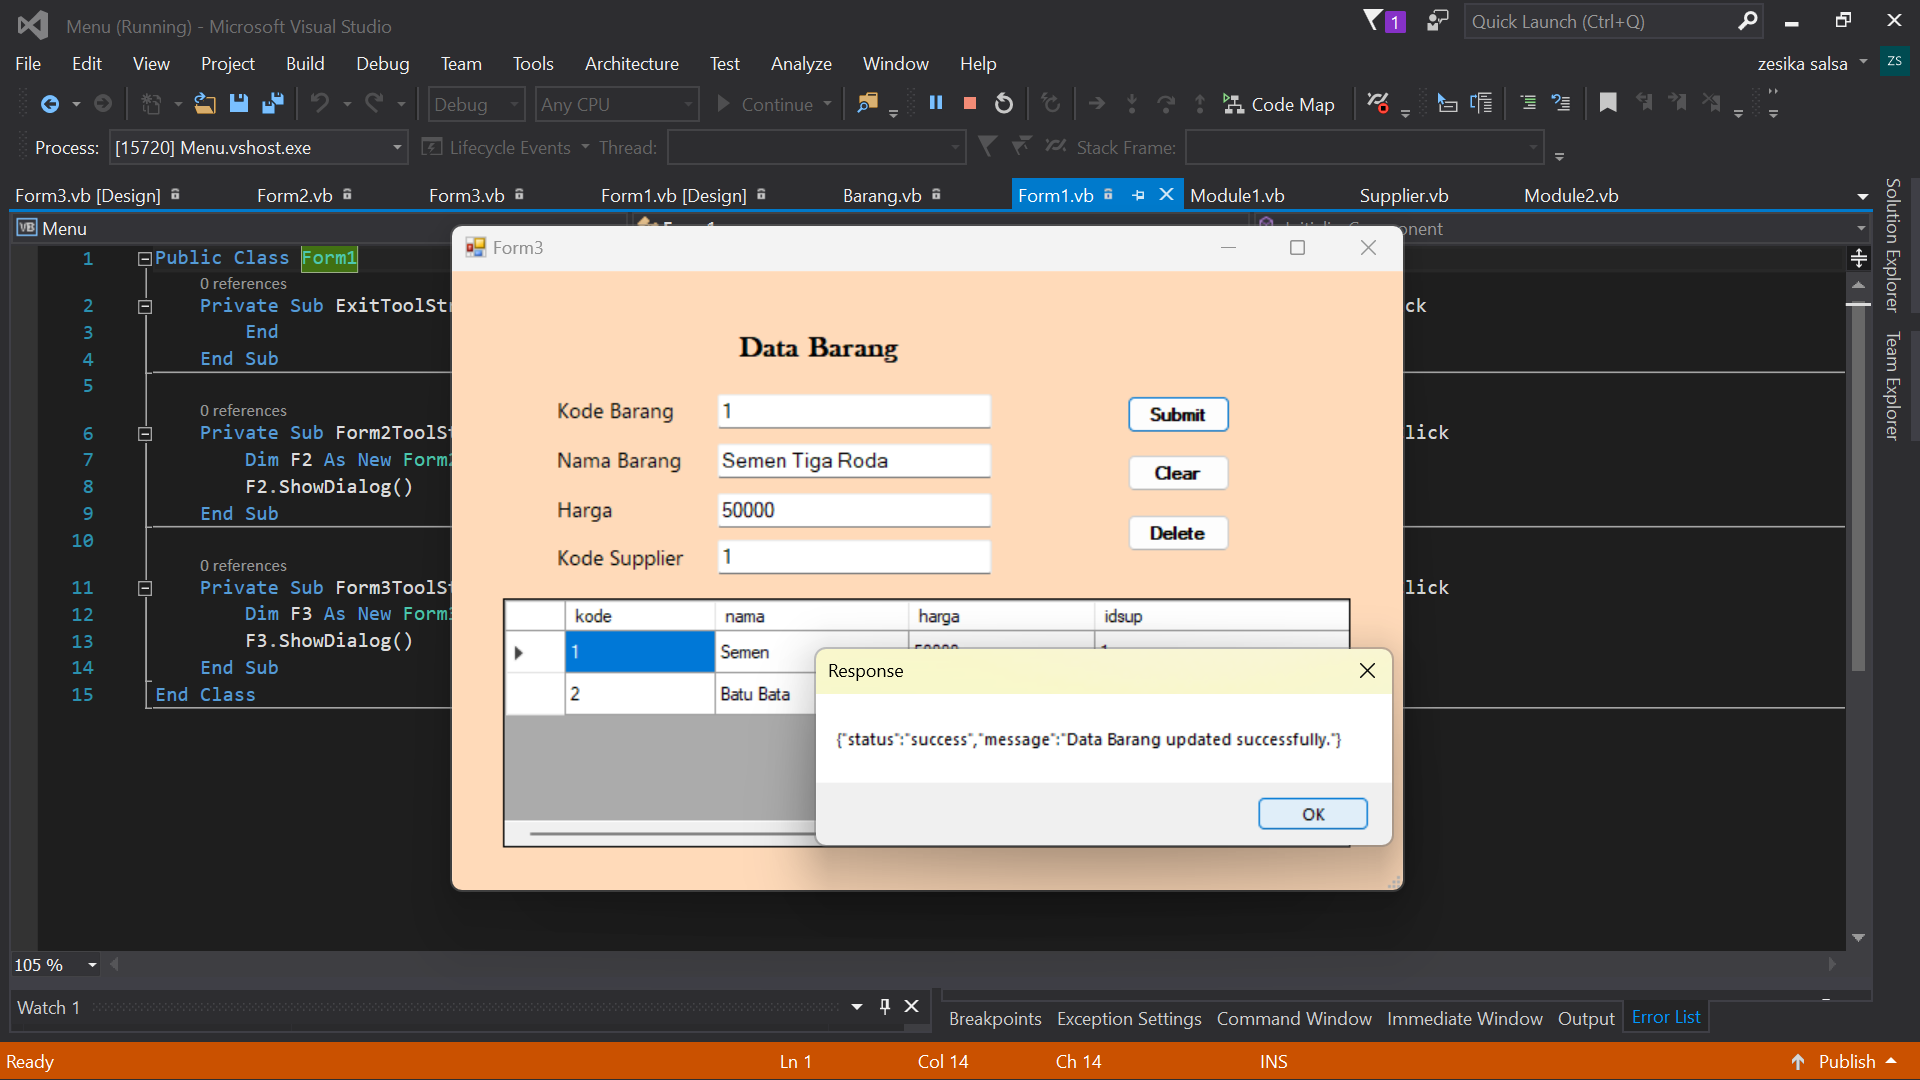 Menu (Running) - Microsoft Visual Studio
1
Quick Launch (Ctrl+Q)
File Edit View Project Build Debug Team Tools Architecture Test Analyze Window Help
zesika salsa ZS
Debug Any CPU Continue Code Map
Process: [15720] Menu.vshost.exe Lifecycle Events Thread: Stack Frame:
Form3.vb [Design] Form2.vb Form3.vb Form1.vb [Design] Barang.vb Form1.vb Module1.vb Supplier.vb Module2.vb
VB Menu
Solution Explorer
Team Explorer
1 Public Class Form1
0 references
2 Private Sub ExitToolStr ck
3 End
4 End Sub
5
0 references
6 Private Sub Form2ToolSt lick
7 Dim F2 As New Form2
8 F2.ShowDialog()
9 End Sub
10
0 references
11 Private Sub Form3ToolSt lick
12 Dim F3 As New Form3
13 F3.ShowDialog()
14 End Sub
15 End Class
Form3
Data Barang
Kode Barang 1
Nama Barang Semen Tiga Roda
Harga 50000
Kode Supplier 1
Submit
Clear
Delete
kode nama harga idsup
1 Semen
2 Batu Bata
Response
{"status":"success","message":"Data Barang updated successfully."}
OK
105 %
Watch 1
Breakpoints Exception Settings Command Window Immediate Window Output Error List
Ready Ln 1 Col 14 Ch 14 INS Publish